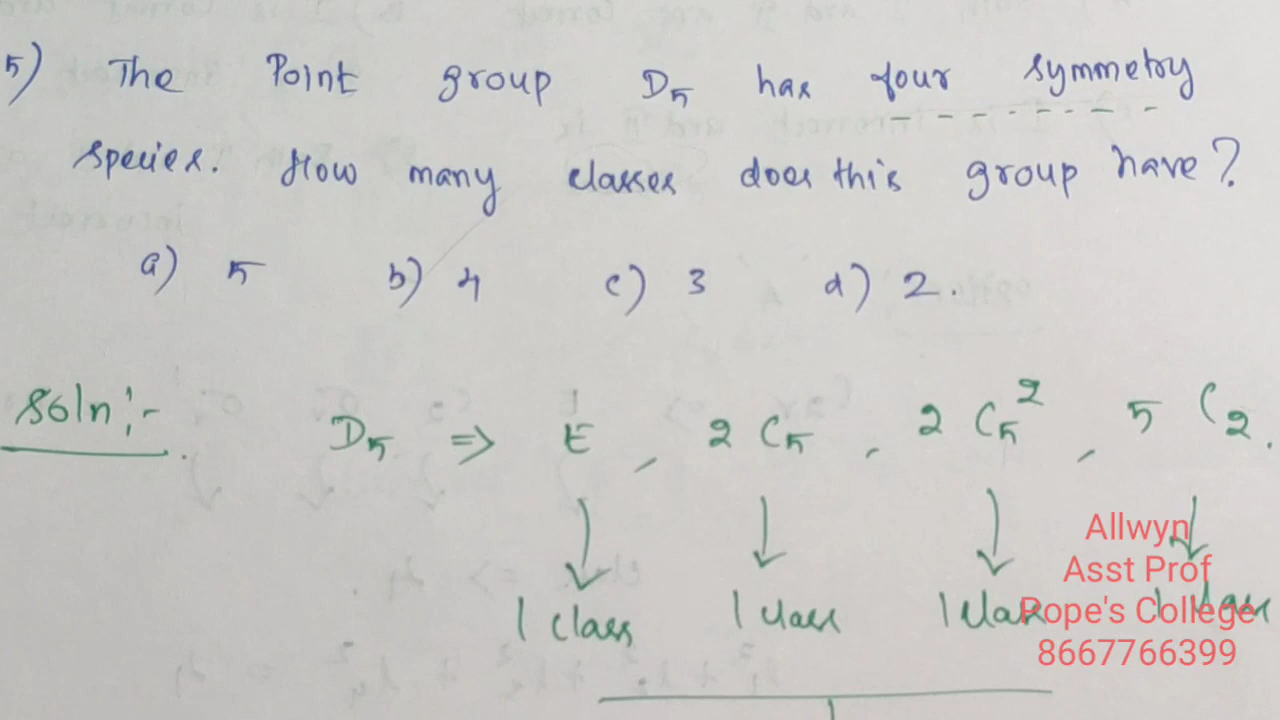 5) The Point group D5 has four symmetry
species. How many classes does this group have?
a) 5 b) 4 c) 3 d) 2.
Soln:- D5 => E, 2 C5, 2 C5², 5 C2.
1 class 1 class 1 class 1 class
Allwyn
Asst Prof
Pope's College
8667766399